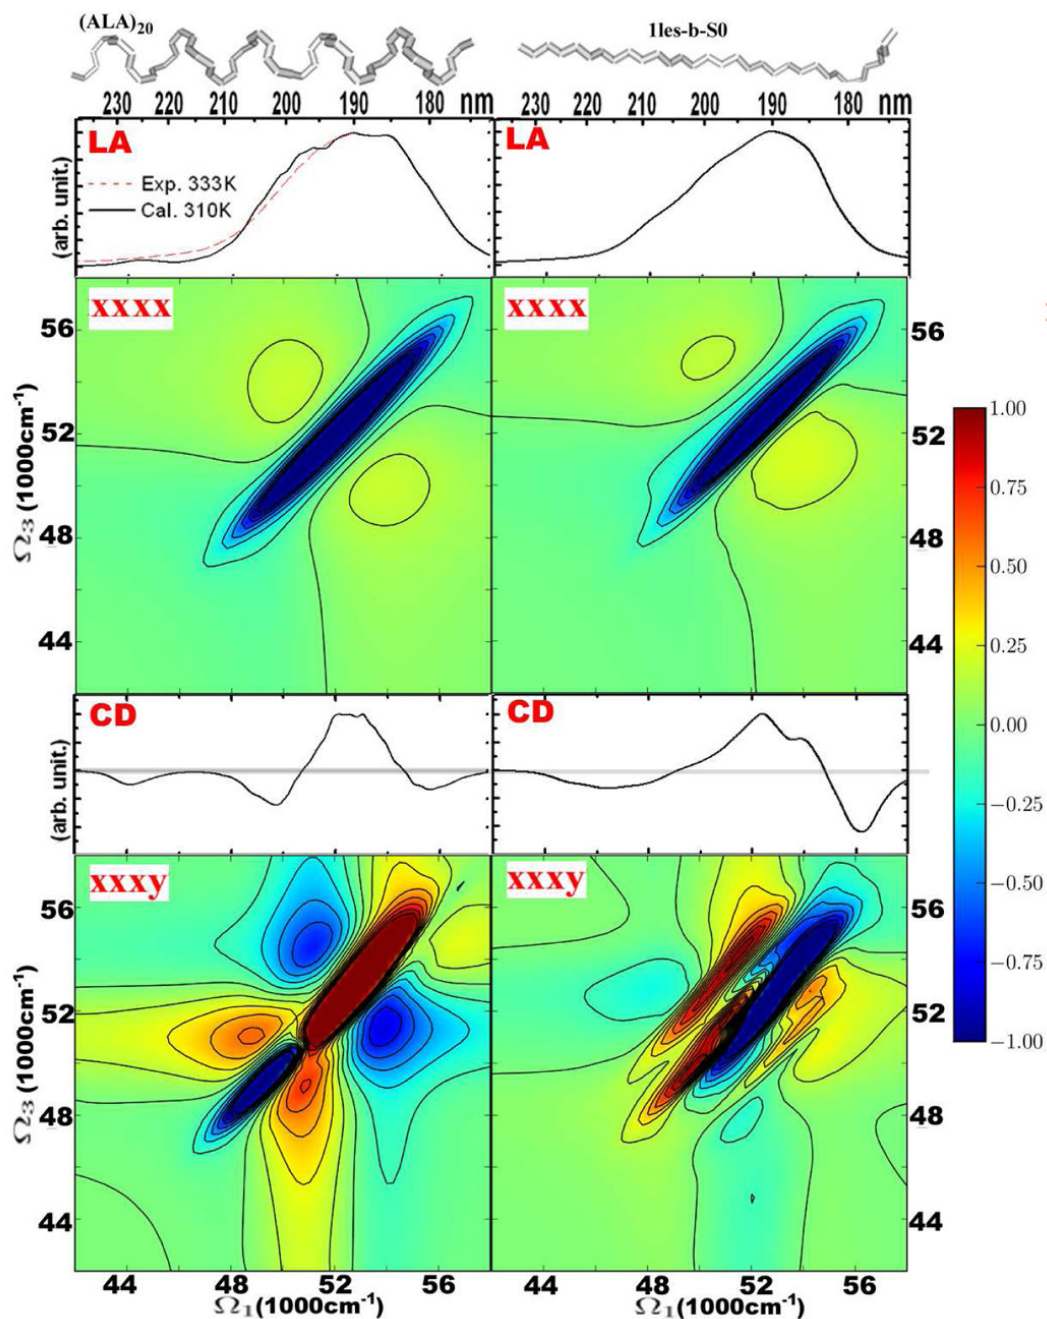 (ALA)20 1les-b-S0
230 220 210 200 190 180 nm 230 220 210 200 190 180 nm
LA LA
Exp. 333K
Cal. 310K
(arb. unit.)
xxxx xxxx
56 56
52 52
48 48
44 44
Ω3 (1000cm-1)
1.00
0.75
0.50
0.25
0.00
−0.25
−0.50
−0.75
−1.00
CD CD
(arb. unit.)
xxxy xxxy
56 56
52 52
48 48
44 44
Ω3 (1000cm-1)
44 48 52 56 44 48 52 56
Ω1(1000cm-1) Ω1(1000cm-1)